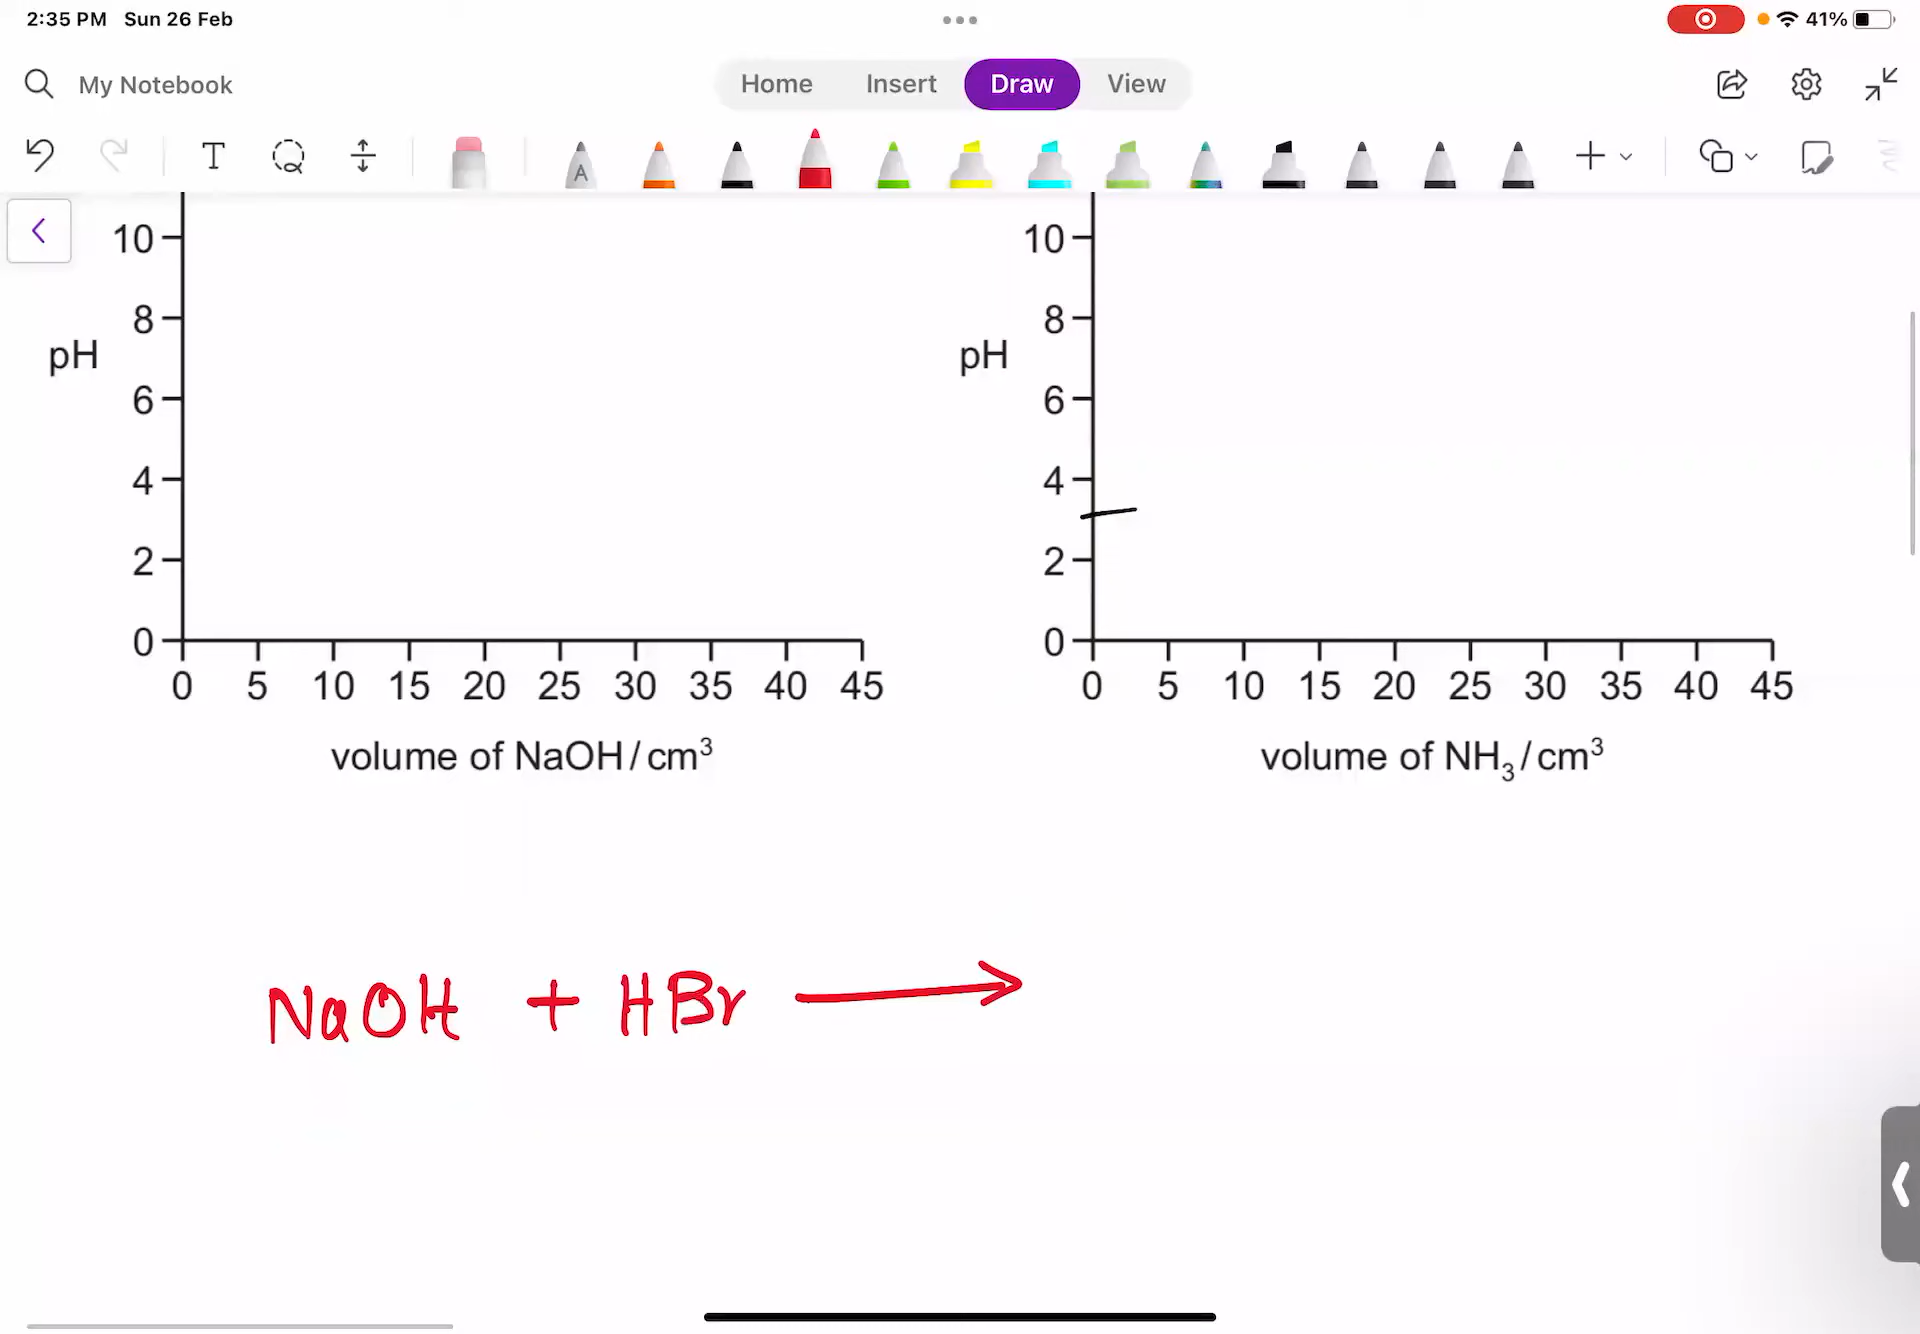 2:35 PM Sun 26 Feb
41%
My Notebook
Home Insert Draw View
T A
10 10
8 8
pH pH
6 6
4 4
2 2
0 0
0 5 10 15 20 25 30 35 40 45 0 5 10 15 20 25 30 35 40 45
volume of NaOH/cm³ volume of NH₃/cm³
NaOH + HBr ⟶